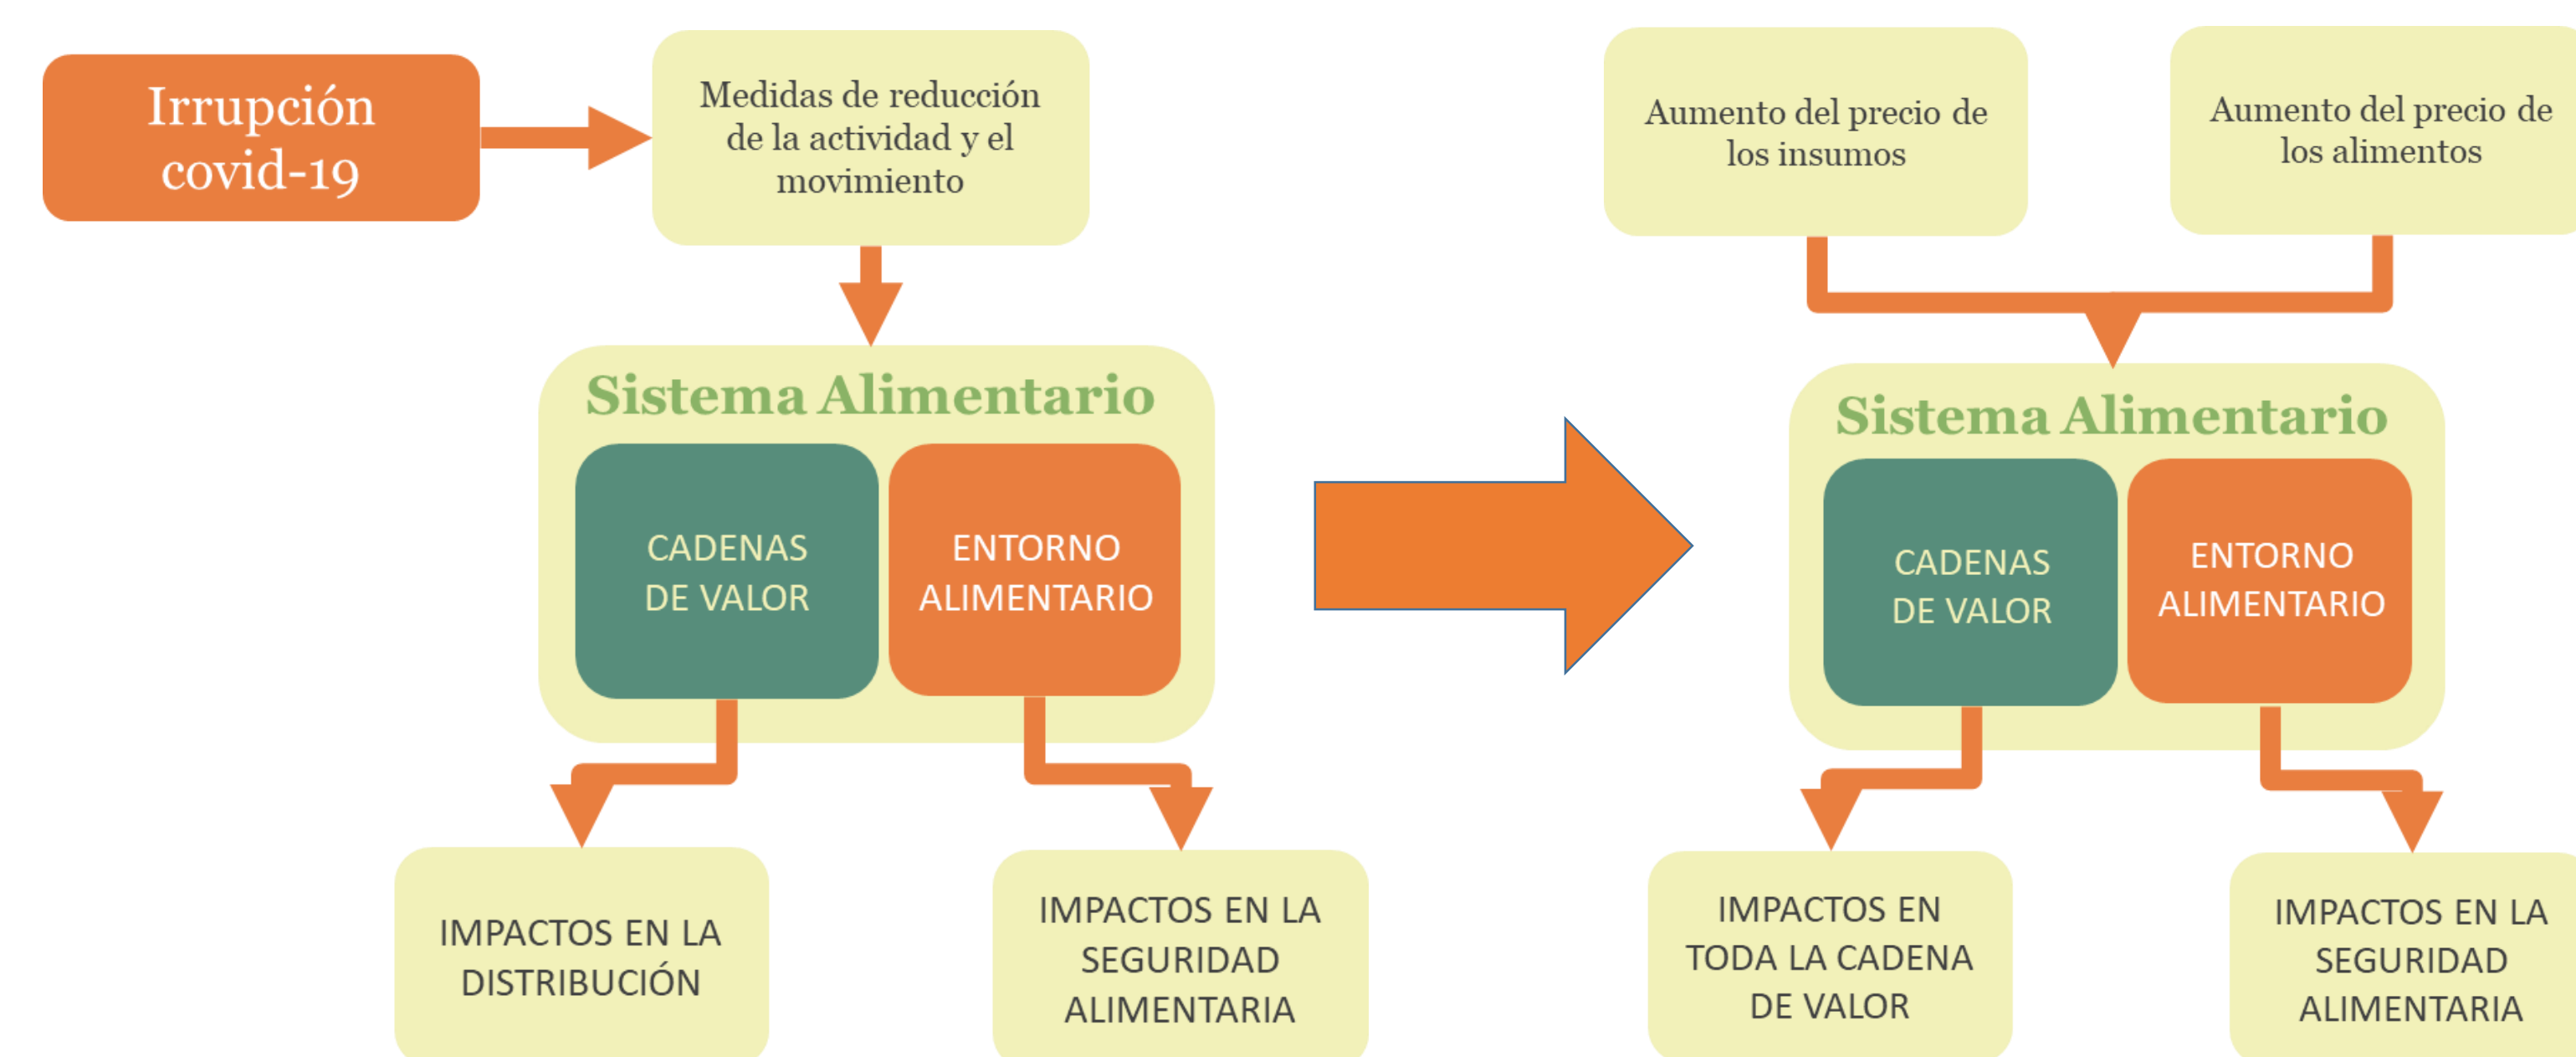 Irrupción
covid-19
Medidas de reducción
de la actividad y el
movimiento
Sistema Alimentario
CADENAS
DE VALOR
ENTORNO
ALIMENTARIO
IMPACTOS EN LA
DISTRIBUCIÓN
IMPACTOS EN LA
SEGURIDAD
ALIMENTARIA
Aumento del precio de
los insumos
Aumento del precio de
los alimentos
Sistema Alimentario
CADENAS
DE VALOR
ENTORNO
ALIMENTARIO
IMPACTOS EN
TODA LA CADENA
DE VALOR
IMPACTOS EN LA
SEGURIDAD
ALIMENTARIA